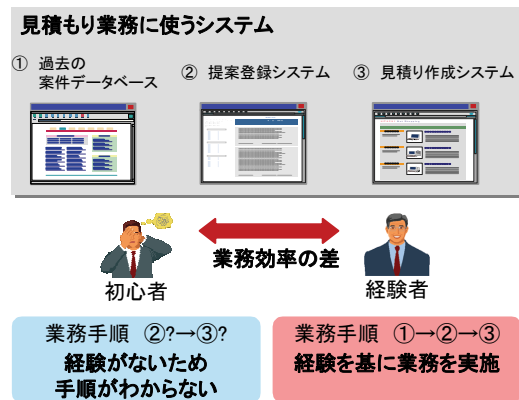 見積もり業務に使うシステム
① 過去の
案件データベース
② 提案登録システム
③ 見積り作成システム
業務効率の差
初心者
経験者
業務手順 ②?→③?
経験がないため
手順がわからない
業務手順 ①→②→③
経験を基に業務を実施